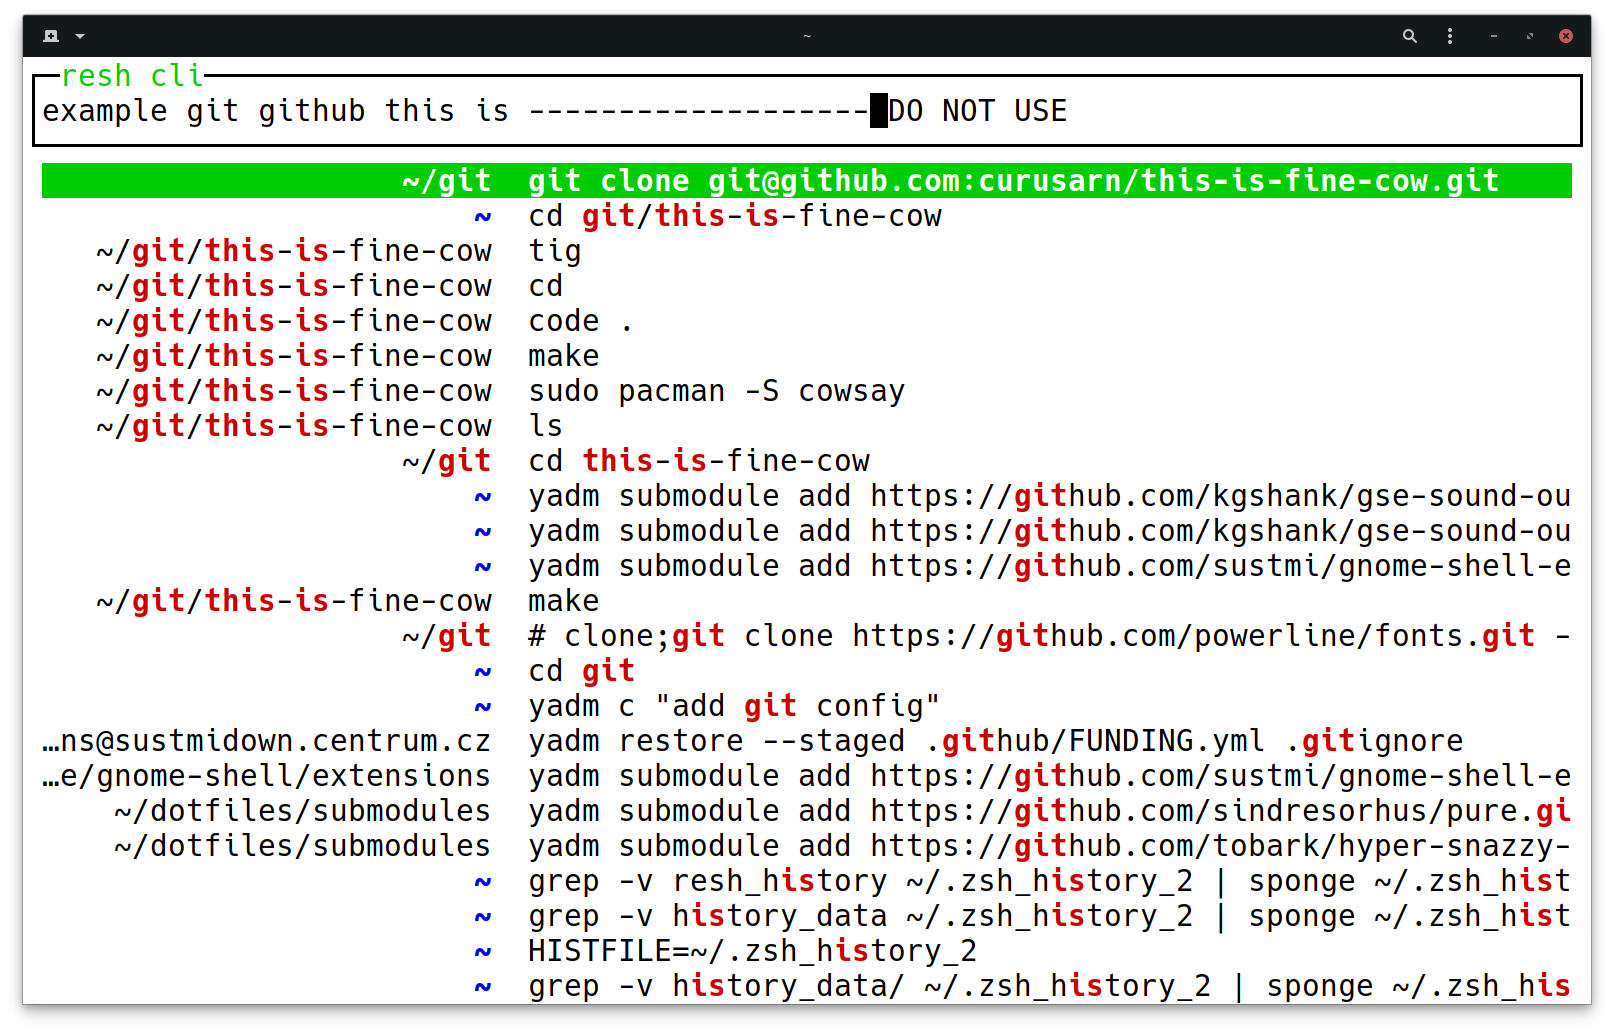 ~
resh cli
example git github this is -------------------DO NOT USE
~/git git clone git@github.com:curusarn/this-is-fine-cow.git
~ cd git/this-is-fine-cow
~/git/this-is-fine-cow tig
~/git/this-is-fine-cow cd
~/git/this-is-fine-cow code .
~/git/this-is-fine-cow make
~/git/this-is-fine-cow sudo pacman -S cowsay
~/git/this-is-fine-cow ls
~/git cd this-is-fine-cow
~ yadm submodule add https://github.com/kgshank/gse-sound-ou
~ yadm submodule add https://github.com/kgshank/gse-sound-ou
~ yadm submodule add https://github.com/sustmi/gnome-shell-e
~/git/this-is-fine-cow make
~/git # clone;git clone https://github.com/powerline/fonts.git -
~ cd git
~ yadm c "add git config"
…ns@sustmidown.centrum.cz yadm restore --staged .github/FUNDING.yml .gitignore
…e/gnome-shell/extensions yadm submodule add https://github.com/sustmi/gnome-shell-e
~/dotfiles/submodules yadm submodule add https://github.com/sindresorhus/pure.gi
~/dotfiles/submodules yadm submodule add https://github.com/tobark/hyper-snazzy-
~ grep -v resh_history ~/.zsh_history_2 | sponge ~/.zsh_hist
~ grep -v history_data ~/.zsh_history_2 | sponge ~/.zsh_hist
~ HISTFILE=~/.zsh_history_2
~ grep -v history_data/ ~/.zsh_history_2 | sponge ~/.zsh_his